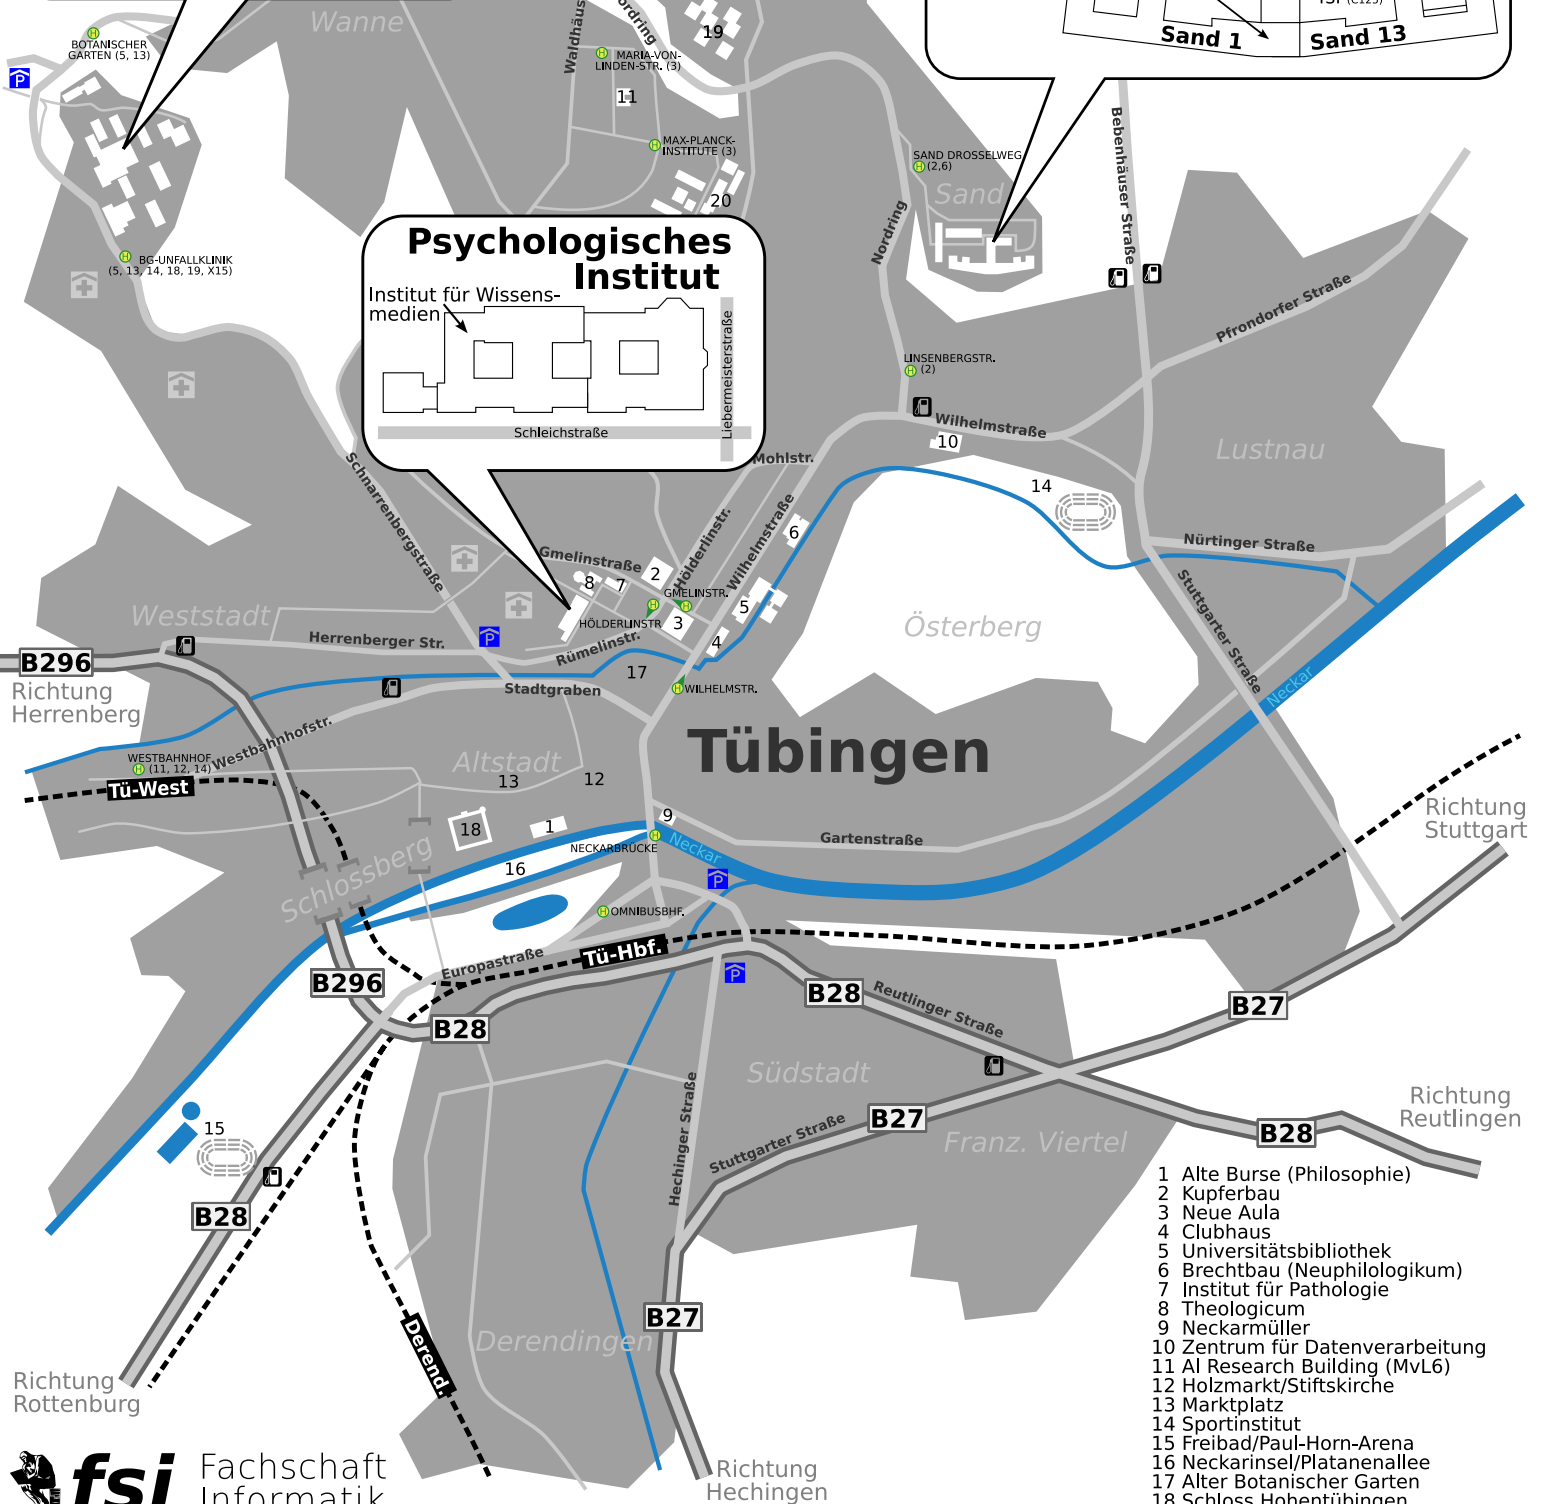 Wanne
BOTANISCHER
GARTEN (5, 13)
P
Waldhäus
ordring
19
MARIA-VON-
LINDEN-STR. (3)
11
MAX-PLANCK-
INSTITUTE (3)
20
Sand 1
Sand 13
SAND DROSSELWEG
(2,6)
Sand
Nordring
Bebenhäuser Straße
Pfrondorfer Straße
BG-UNFALLKLINIK
(5, 13, 14, 18, 19, X15)
Psychologisches
Institut
Institut für Wissens-
medien
Schleichstraße
Liebermeisterstraße
LINSENBERGSTR.
(2)
Wilhelmstraße
10
Lustnau
Mohlstr.
Schnarrenbergstraße
14
6
Gmelinstraße
Hölderlinstr.
Wilhelmstraße
Nürtinger Straße
8
7
2
GMELINSTR.
5
HÖLDERLINSTR
3
4
Weststadt
Herrenberger Str.
P
Rümelinstr.
17
Österberg
Stuttgarter Straße
B296
Richtung
Herrenberg
Stadtgraben
WILHELMSTR.
Neckar
Westbahnhofstr.
WESTBAHNHOF
(11, 12, 14)
Tü-West
Altstadt
13
12
Tübingen
18
1
9
NECKARBRÜCKE
Neckar
Gartenstraße
Richtung
Stuttgart
Schlossberg
16
P
OMNIBUSBHF.
Europastraße
Tü-Hbf.
P
B296
B28
B28
Reutlinger Straße
B27
Südstadt
Hechinger Straße
Stuttgarter Straße
B27
Franz. Viertel
B28
Richtung
Reutlingen
15
B28
B27
Derendingen
Derend.
Richtung
Rottenburg
Richtung
Hechingen
1 Alte Burse (Philosophie)
2 Kupferbau
3 Neue Aula
4 Clubhaus
5 Universitätsbibliothek
6 Brechtbau (Neuphilologikum)
7 Institut für Pathologie
8 Theologicum
9 Neckarmüller
10 Zentrum für Datenverarbeitung
11 AI Research Building (MvL6)
12 Holzmarkt/Stiftskirche
13 Marktplatz
14 Sportinstitut
15 Freibad/Paul-Horn-Arena
16 Neckarinsel/Platanenallee
17 Alter Botanischer Garten
18 Schloss Hohentübingen
fsi
Fachschaft
Informatik